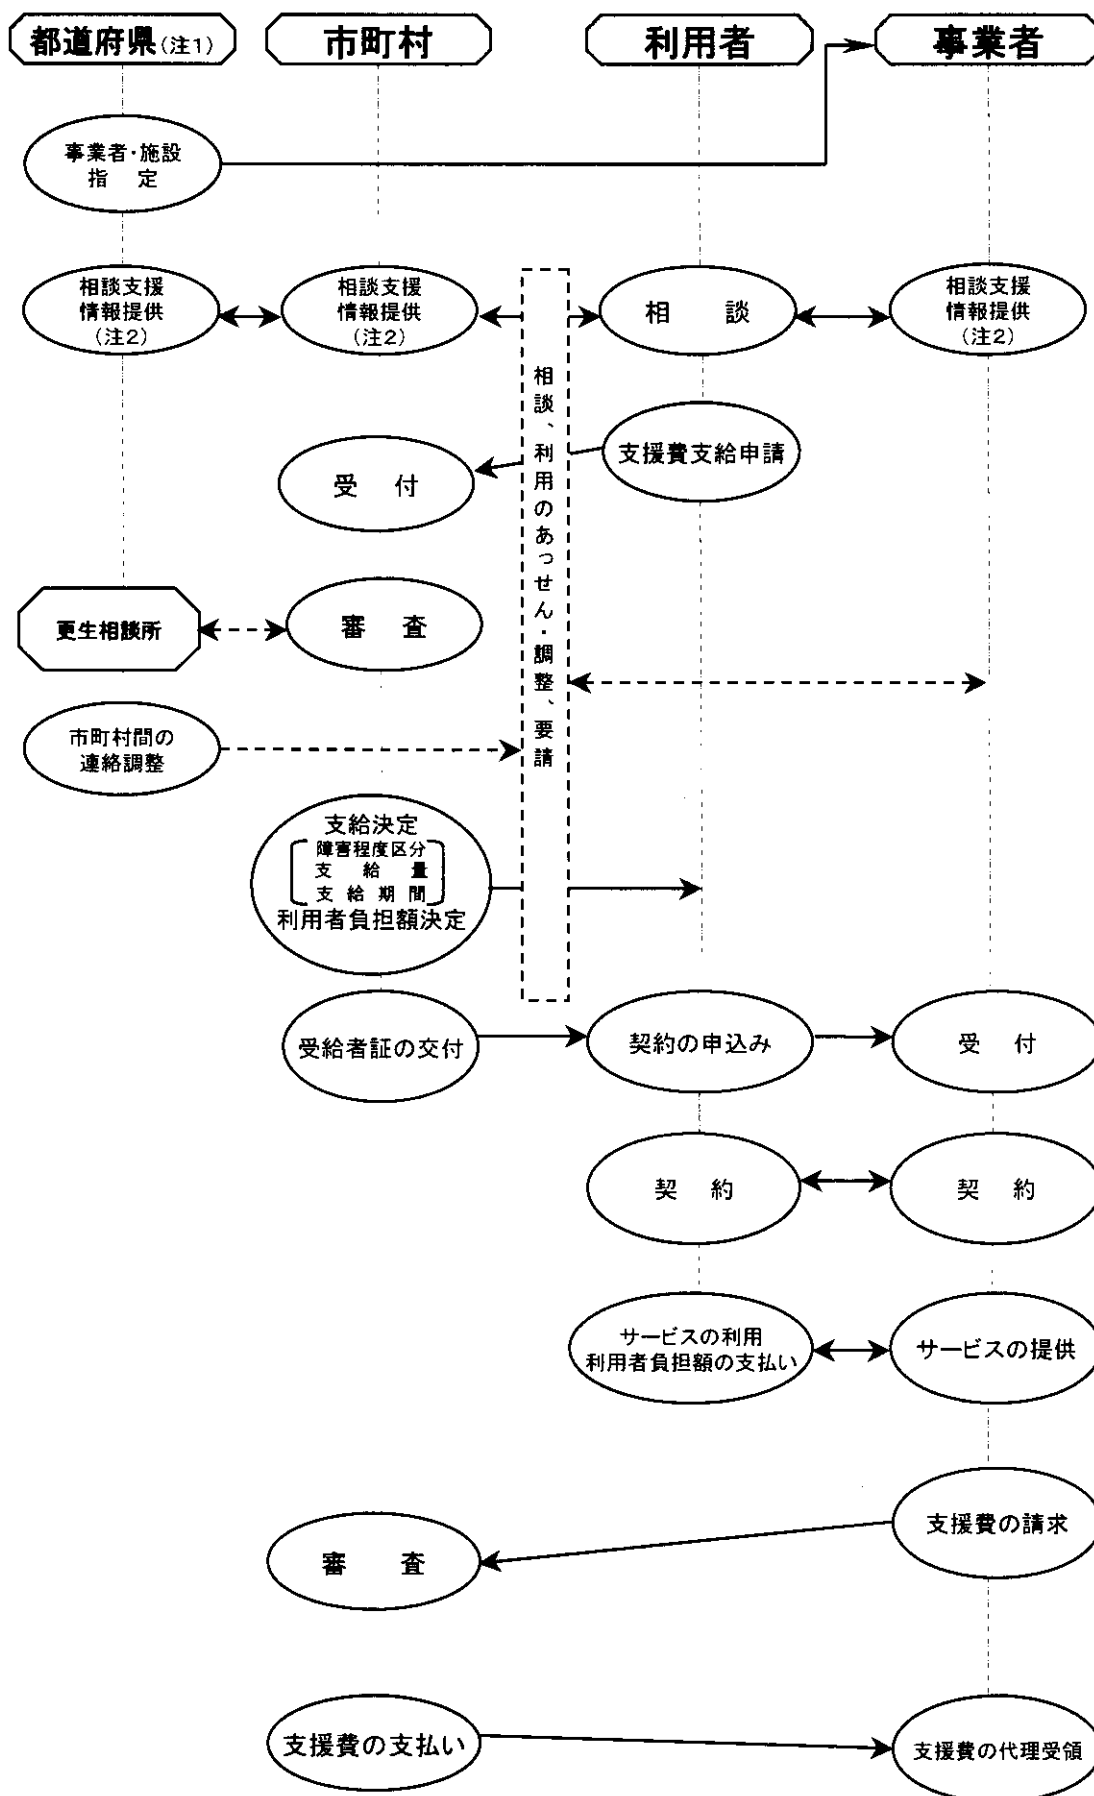 都道府県(注1)
市町村
利用者
事業者
事業者・施設
指　定
相談支援
情報提供
(注2)
相談支援
情報提供
(注2)
相　談
相談支援
情報提供
(注2)
相談、利用のあっせん・調整、要請
支援費支給申請
受　付
更生相談所
審　査
市町村間の
連絡調整
支給決定
障害程度区分
支　給　量
支給期間
利用者負担額決定
受給者証の交付
契約の申込み
受　付
契　約
契　約
サービスの利用
利用者負担額の支払い
サービスの提供
支援費の請求
審　査
支援費の支払い
支援費の代理受領